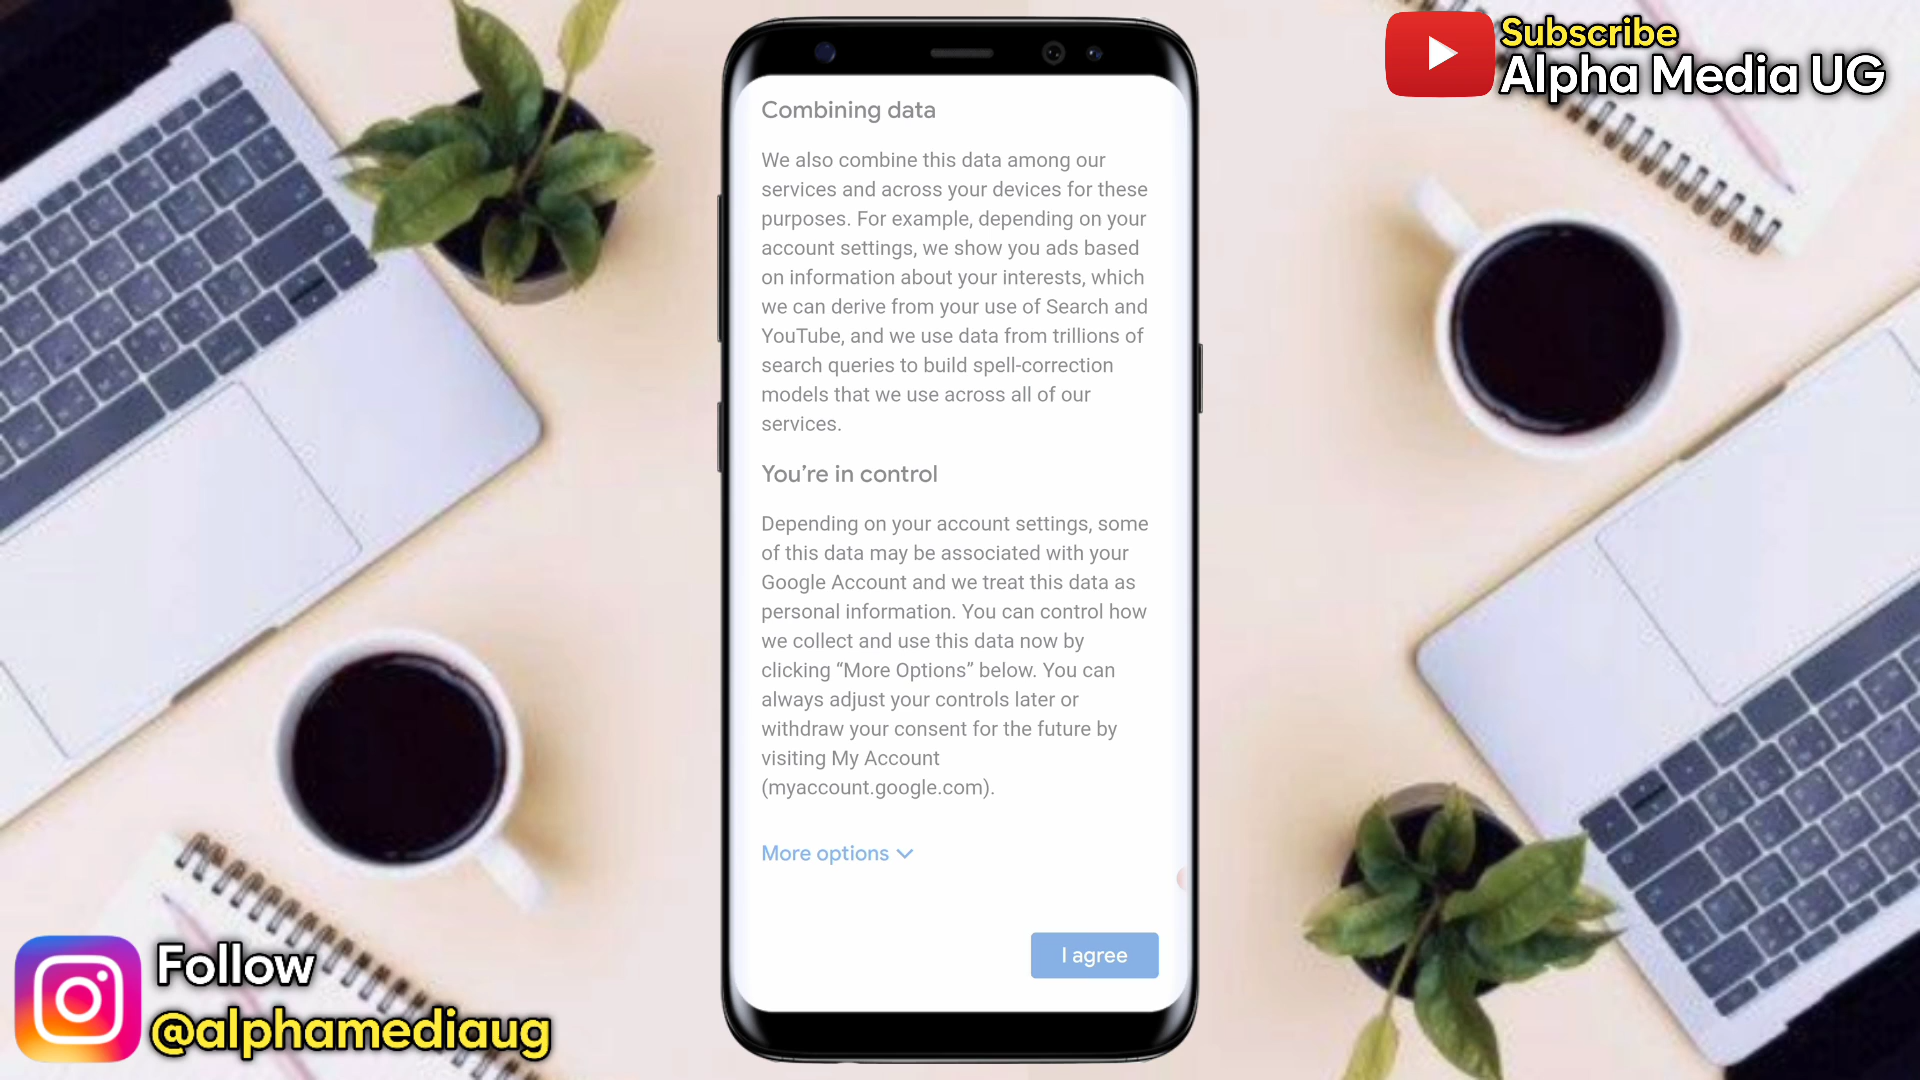 Subscribe
Alpha Media UG
Combining data
We also combine this data among our
services and across your devices for these
purposes. For example, depending on your
account settings, we show you ads based
on information about your interests, which
we can derive from your use of Search and
YouTube, and we use data from trillions of
search queries to build spell-correction
models that we use across all of our
services.
You’re in control
Depending on your account settings, some
of this data may be associated with your
Google Account and we treat this data as
personal information. You can control how
we collect and use this data now by
clicking “More Options” below. You can
always adjust your controls later or
withdraw your consent for the future by
visiting My Account
(myaccount.google.com).
More options
I agree
Follow
@alphamediaug